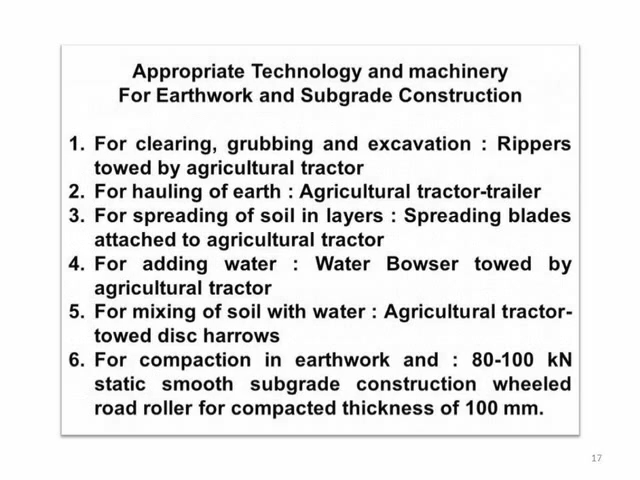 Appropriate Technology and machinery
For Earthwork and Subgrade Construction
1. For clearing, grubbing and excavation : Rippers
towed by agricultural tractor
2. For hauling of earth : Agricultural tractor-trailer
3. For spreading of soil in layers : Spreading blades
attached to agricultural tractor
4. For adding water : Water Bowser towed by
agricultural tractor
5. For mixing of soil with water : Agricultural tractor-
towed disc harrows
6. For compaction in earthwork and : 80-100 kN
static smooth subgrade construction wheeled
road roller for compacted thickness of 100 mm.
17